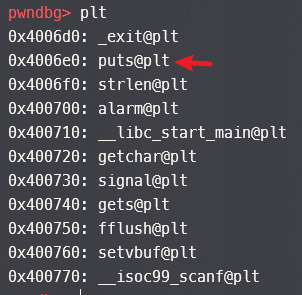 pwndbg> plt
0x4006d0: _exit@plt
0x4006e0: puts@plt
0x4006f0: strlen@plt
0x400700: alarm@plt
0x400710: __libc_start_main@plt
0x400720: getchar@plt
0x400730: signal@plt
0x400740: gets@plt
0x400750: fflush@plt
0x400760: setvbuf@plt
0x400770: __isoc99_scanf@plt